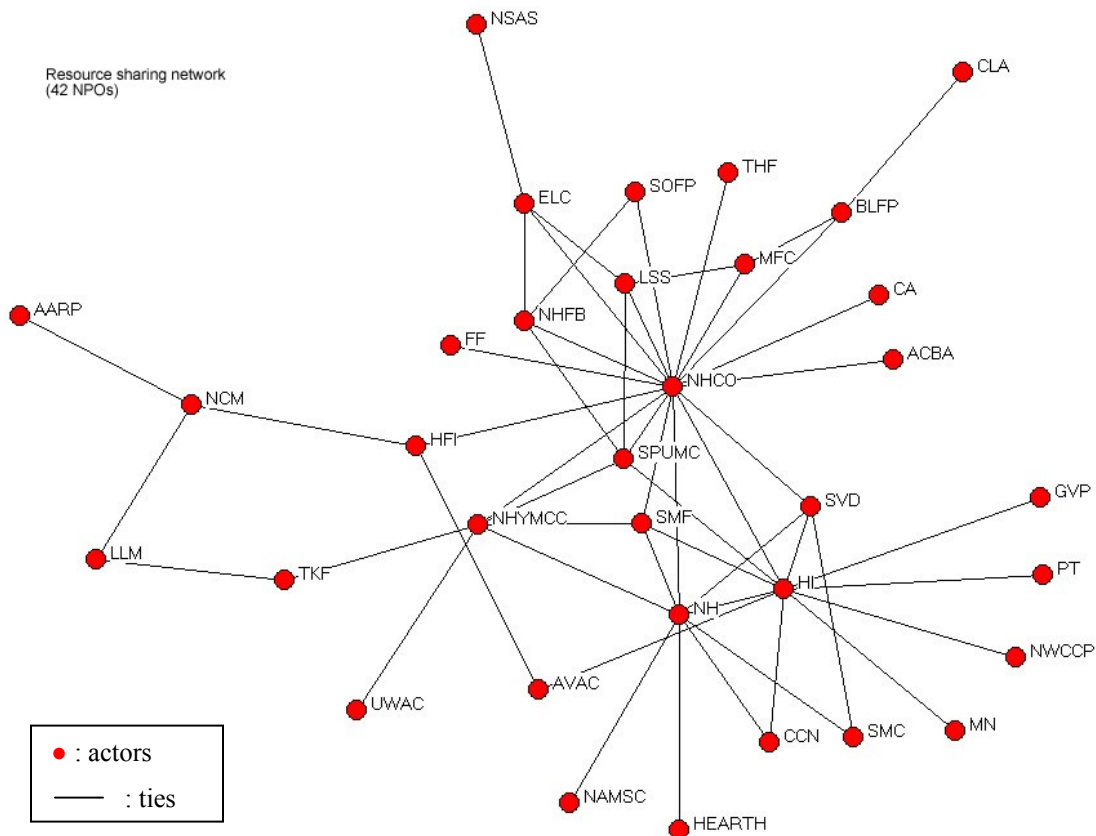 NSAS
Resource sharing network
(42 NPOs)
CLA
THF
SOFP
ELC
BLFP
MFC
LSS
CA
AARP
NHFB
FF
ACBA
NHCO
NCM
HFI
SPUMC
GVP
SVD
NHYMCC
SMF
LLM
TKF
PT
HI
NH
NWCCP
AVAC
UWAC
MN
SMC
CCN
: actors
: ties
NAMSC
HEARTH